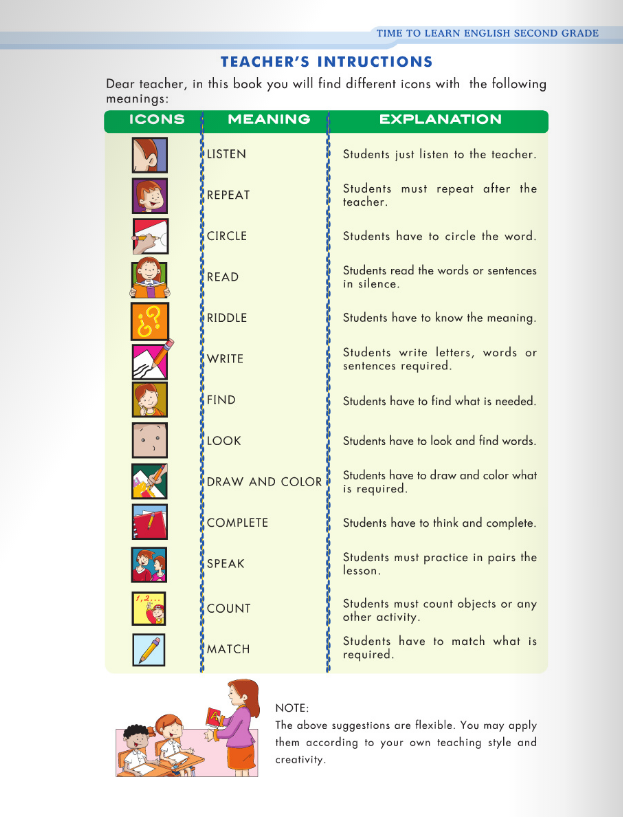 TIME TO LEARN ENGLISH SECOND GRADE
TEACHER'S INTRUCTIONS
Dear teacher, in this book you will find different icons with the following
meanings:
ICONS MEANING EXPLANATION
LISTEN Students just listen to the teacher.
REPEAT Students must repeat after the
teacher.
CIRCLE Students have to circle the word.
READ Students read the words or sentences
in silence.
RIDDLE Students have to know the meaning.
WRITE Students write letters, words or
sentences required.
FIND Students have to find what is needed.
LOOK Students have to look and find words.
DRAW AND COLOR Students have to draw and color what
is required.
COMPLETE Students have to think and complete.
SPEAK Students must practice in pairs the
lesson.
1,2...
COUNT Students must count objects or any
other activity.
MATCH Students have to match what is
required.
NOTE:
The above suggestions are flexible. You may apply
them according to your own teaching style and
creativity.